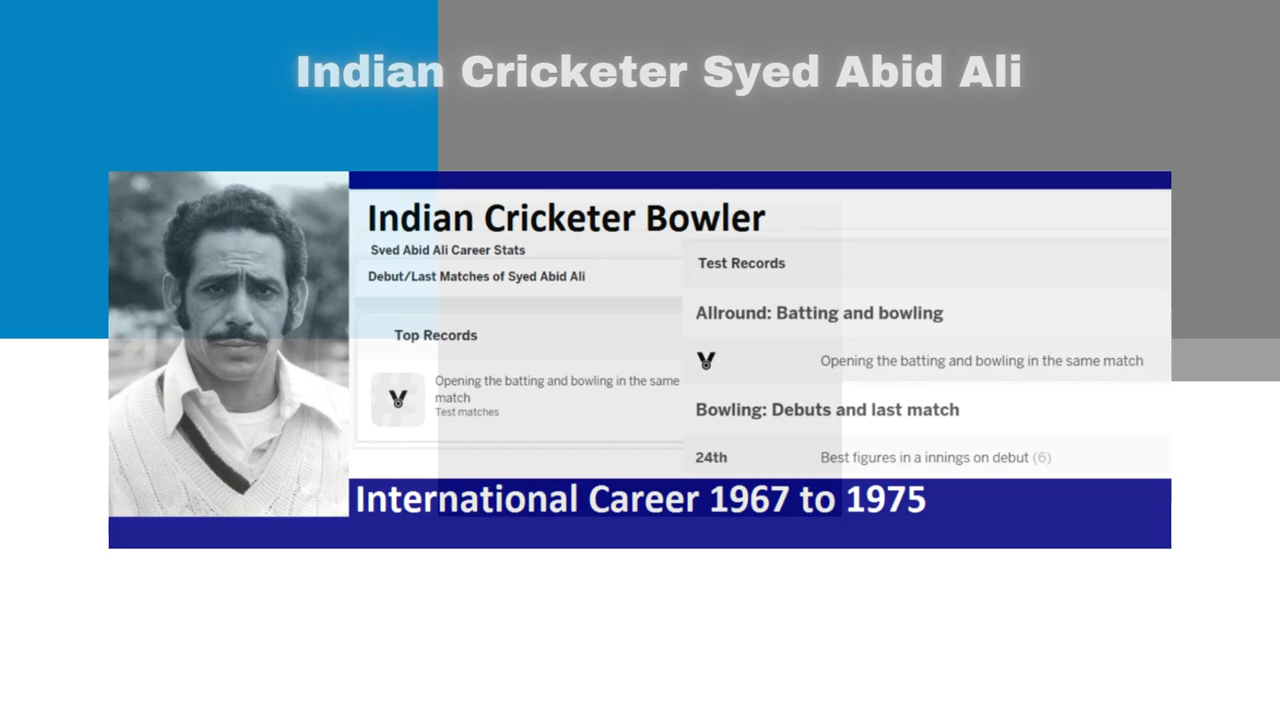 Indian Cricketer Syed Abid Ali
Indian Cricketer Bowler
Syed Abid Ali Career Stats
Debut/Last Matches of Syed Abid Ali
Top Records
Opening the batting and bowling in the same
match
Test matches
Test Records
Allround: Batting and bowling
Opening the batting and bowling in the same match
Bowling: Debuts and last match
24th Best figures in a innings on debut (6)
International Career 1967 to 1975